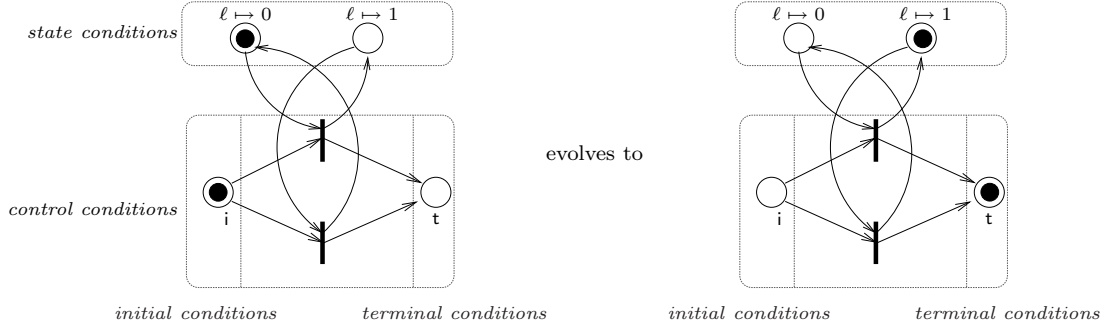 ℓ ↦ 0 ℓ ↦ 1 ℓ ↦ 0 ℓ ↦ 1
state conditions
evolves to
control conditions
i t i t
initial conditions terminal conditions initial conditions terminal conditions